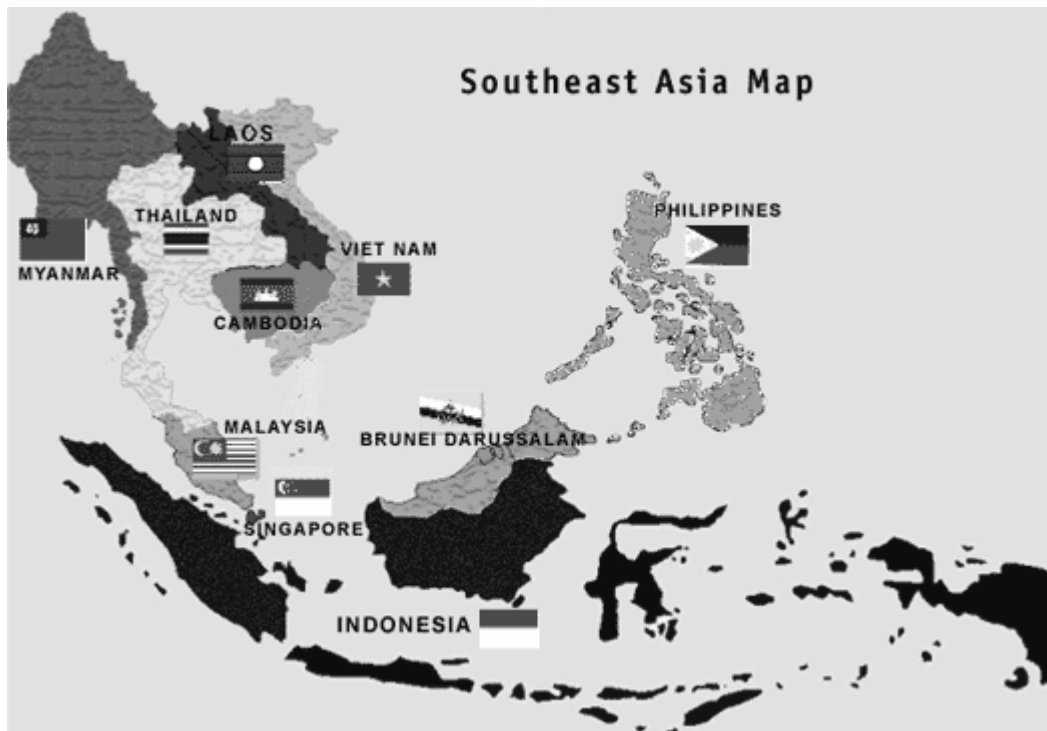 Southeast Asia Map
LAOS
THAILAND
PHILIPPINES
VIET NAM
MYANMAR
CAMBODIA
MALAYSIA
BRUNEI DARUSSALAM
SINGAPORE
INDONESIA